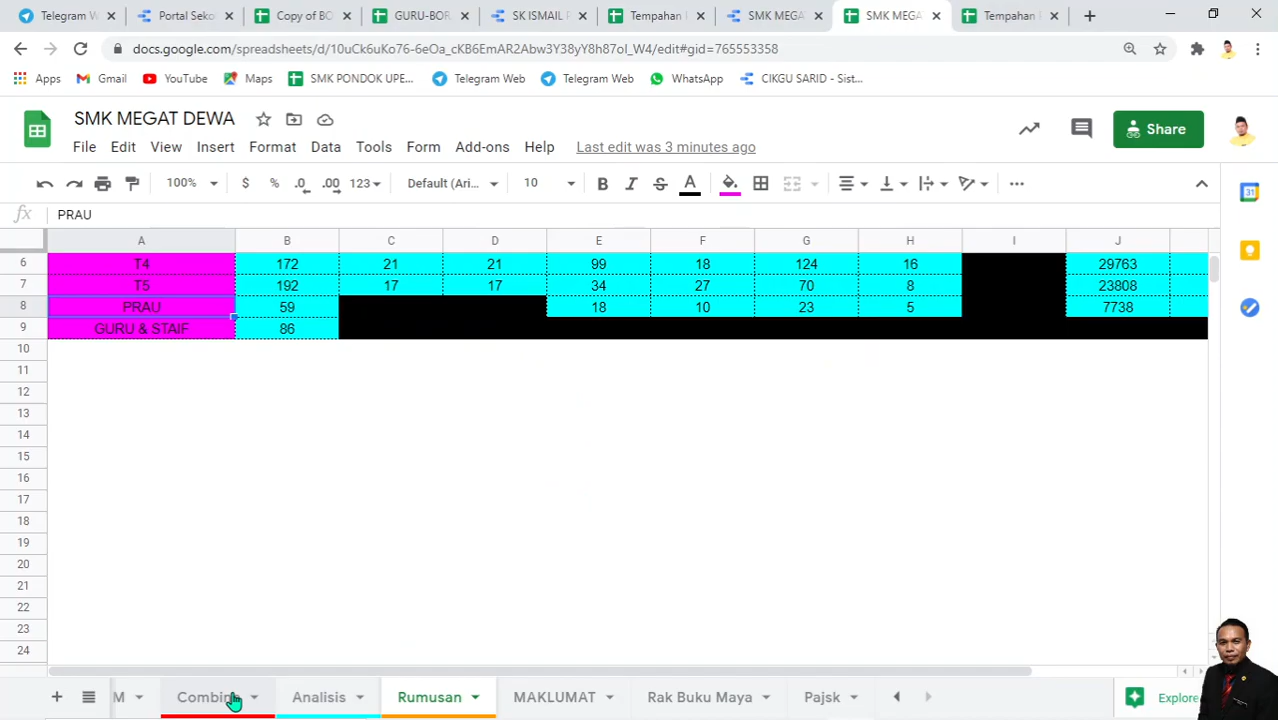 Telegram W
Portal Seko
Copy of BO
GURU-BOR
SK ISMAIL P
Tempahan
SMK MEGA
SMK MEGA
Tempahan
docs.google.com/spreadsheets/d/10uCk6uKo76-6eOa_cKB6EmAR2Abw3Y38yY8h87oI_W4/edit#gid=765553358
Apps
Gmail
YouTube
Maps
SMK PONDOK UPE...
Telegram Web
Telegram Web
WhatsApp
CIKGU SARID - Sist...
SMK MEGAT DEWA
Share
File Edit View Insert Format Data Tools Form Add-ons Help Last edit was 3 minutes ago
100% $ % .0 .00 123 Default (Ari... 10 B I S A
fx PRAU
31
A B C D E F G H I J
6 T4 172 21 21 99 18 124 16 29763
7 T5 192 17 17 34 27 70 8 23808
8 PRAU 59 18 10 23 5 7738
9 GURU & STAIF 86
10
11
12
13
14
15
16
17
18
19
20
21
22
23
24
M Combin Analisis Rumusan MAKLUMAT Rak Buku Maya Pajsk Explore